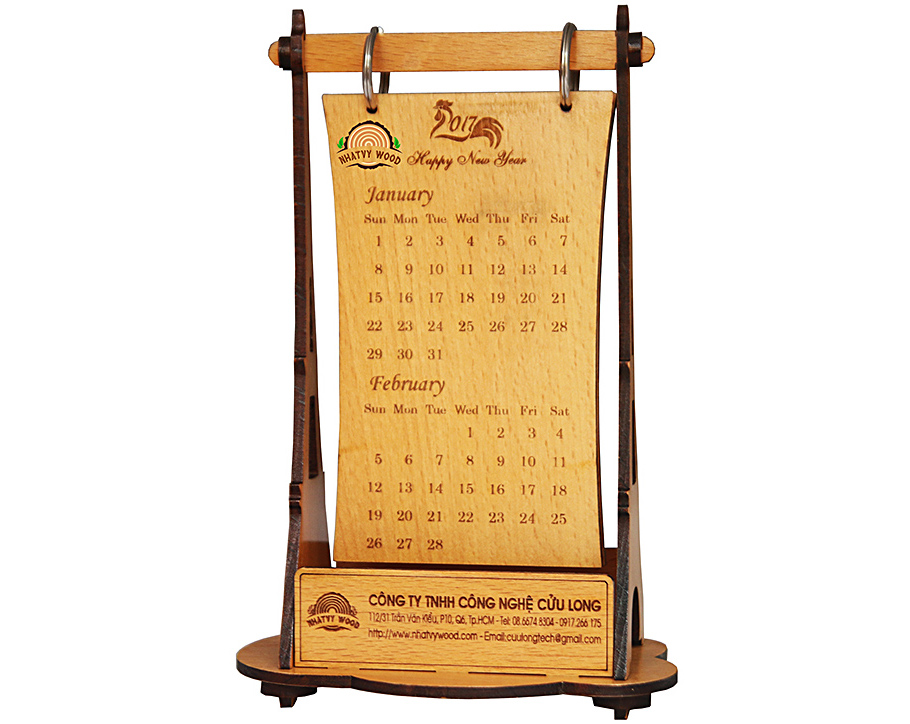 2017
NHATVY WOOD
Happy New Year
January
Sun Mon Tue Wed Thu Fri Sat
1 2 3 4 5 6 7
8 9 10 11 12 13 14
15 16 17 18 19 20 21
22 23 24 25 26 27 28
29 30 31
February
Sun Mon Tue Wed Thu Fri Sat
1 2 3 4
5 6 7 8 9 10 11
12 13 14 15 16 17 18
19 20 21 22 23 24 25
26 27 28
NHATVY WOOD
CÔNG TY TNHH CÔNG NGHỆ CỬU LONG
112/31 Trần Văn Kiểu, P10, Q6, Tp.HCM - Tel: 08.6674 8304 - 0917 266 175
http://www.nhatvywood.com - Email:cuulongtech@gmail.com